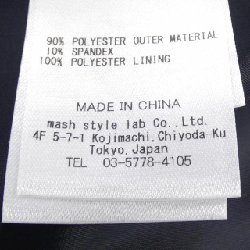 90% POLYESTER OUTER MATERIAL
10% SPANDEX
100% POLYESTER LINING
MADE IN CHINA
mash style lab Co., Ltd.
4F 5-7-1 Kojimachi, Chiyoda-Ku
Tokyo, Japan
TEL 03-5778-4105